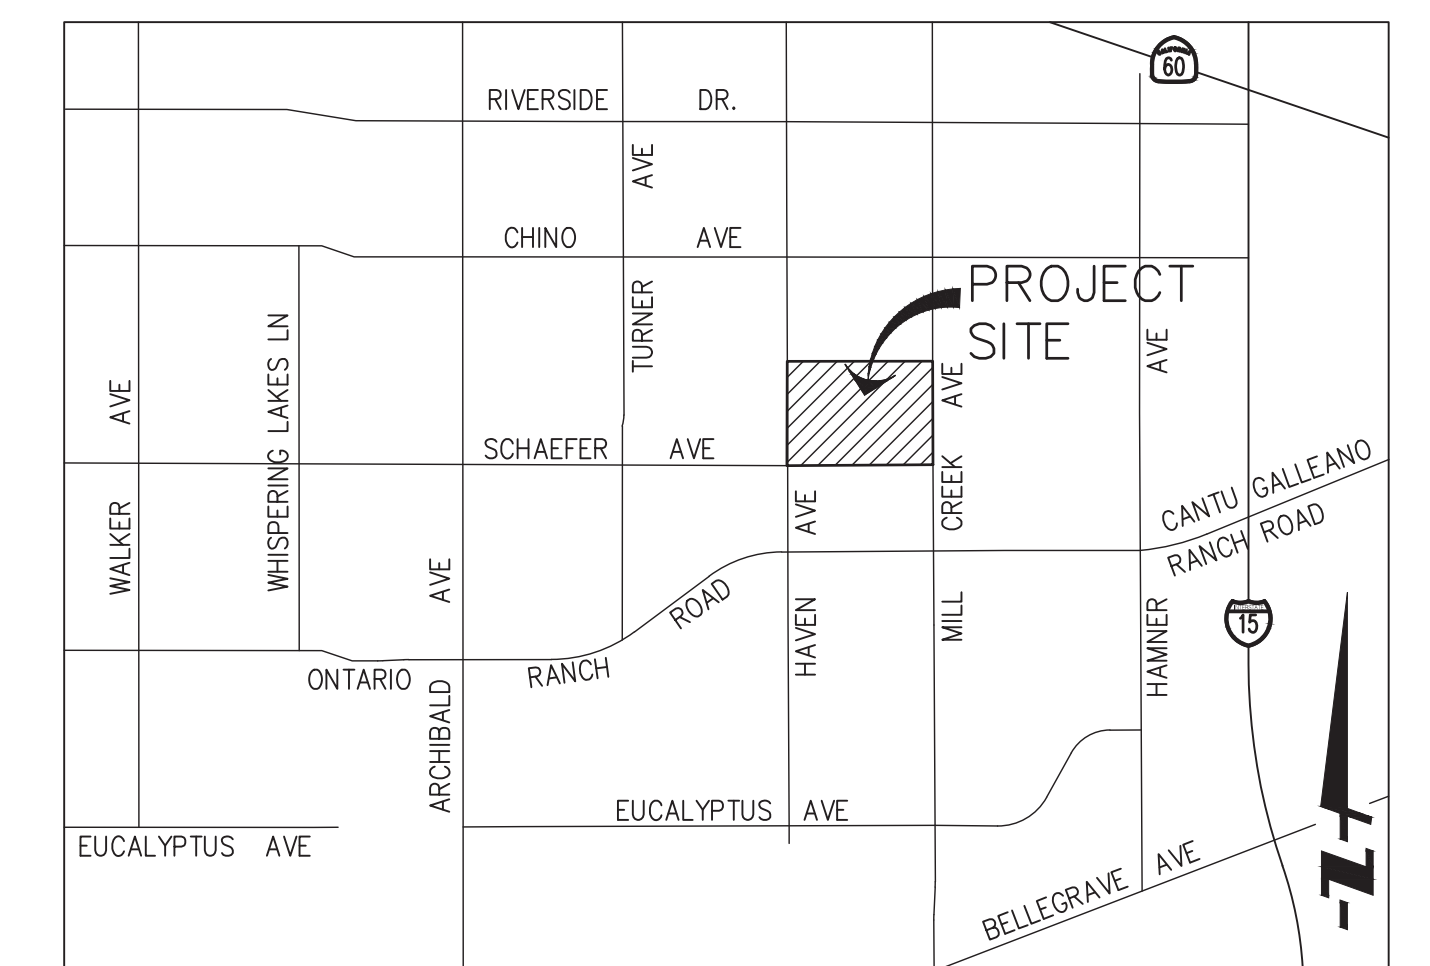 CALIFORNIA
60
RIVERSIDE DR.
AVE
TURNER
CHINO AVE
PROJECT
SITE
WHISPERING LAKES LN
WALKER AVE
SCHAEFER AVE
MILL CREEK AVE
HAVEN AVE
HAMNER AVE
CANTU GALLEANO
RANCH ROAD
INTERSTATE
15
ARCHIBALD AVE
ONTARIO RANCH ROAD
EUCALYPTUS AVE
EUCALYPTUS AVE
BELLEGRAVE AVE
N